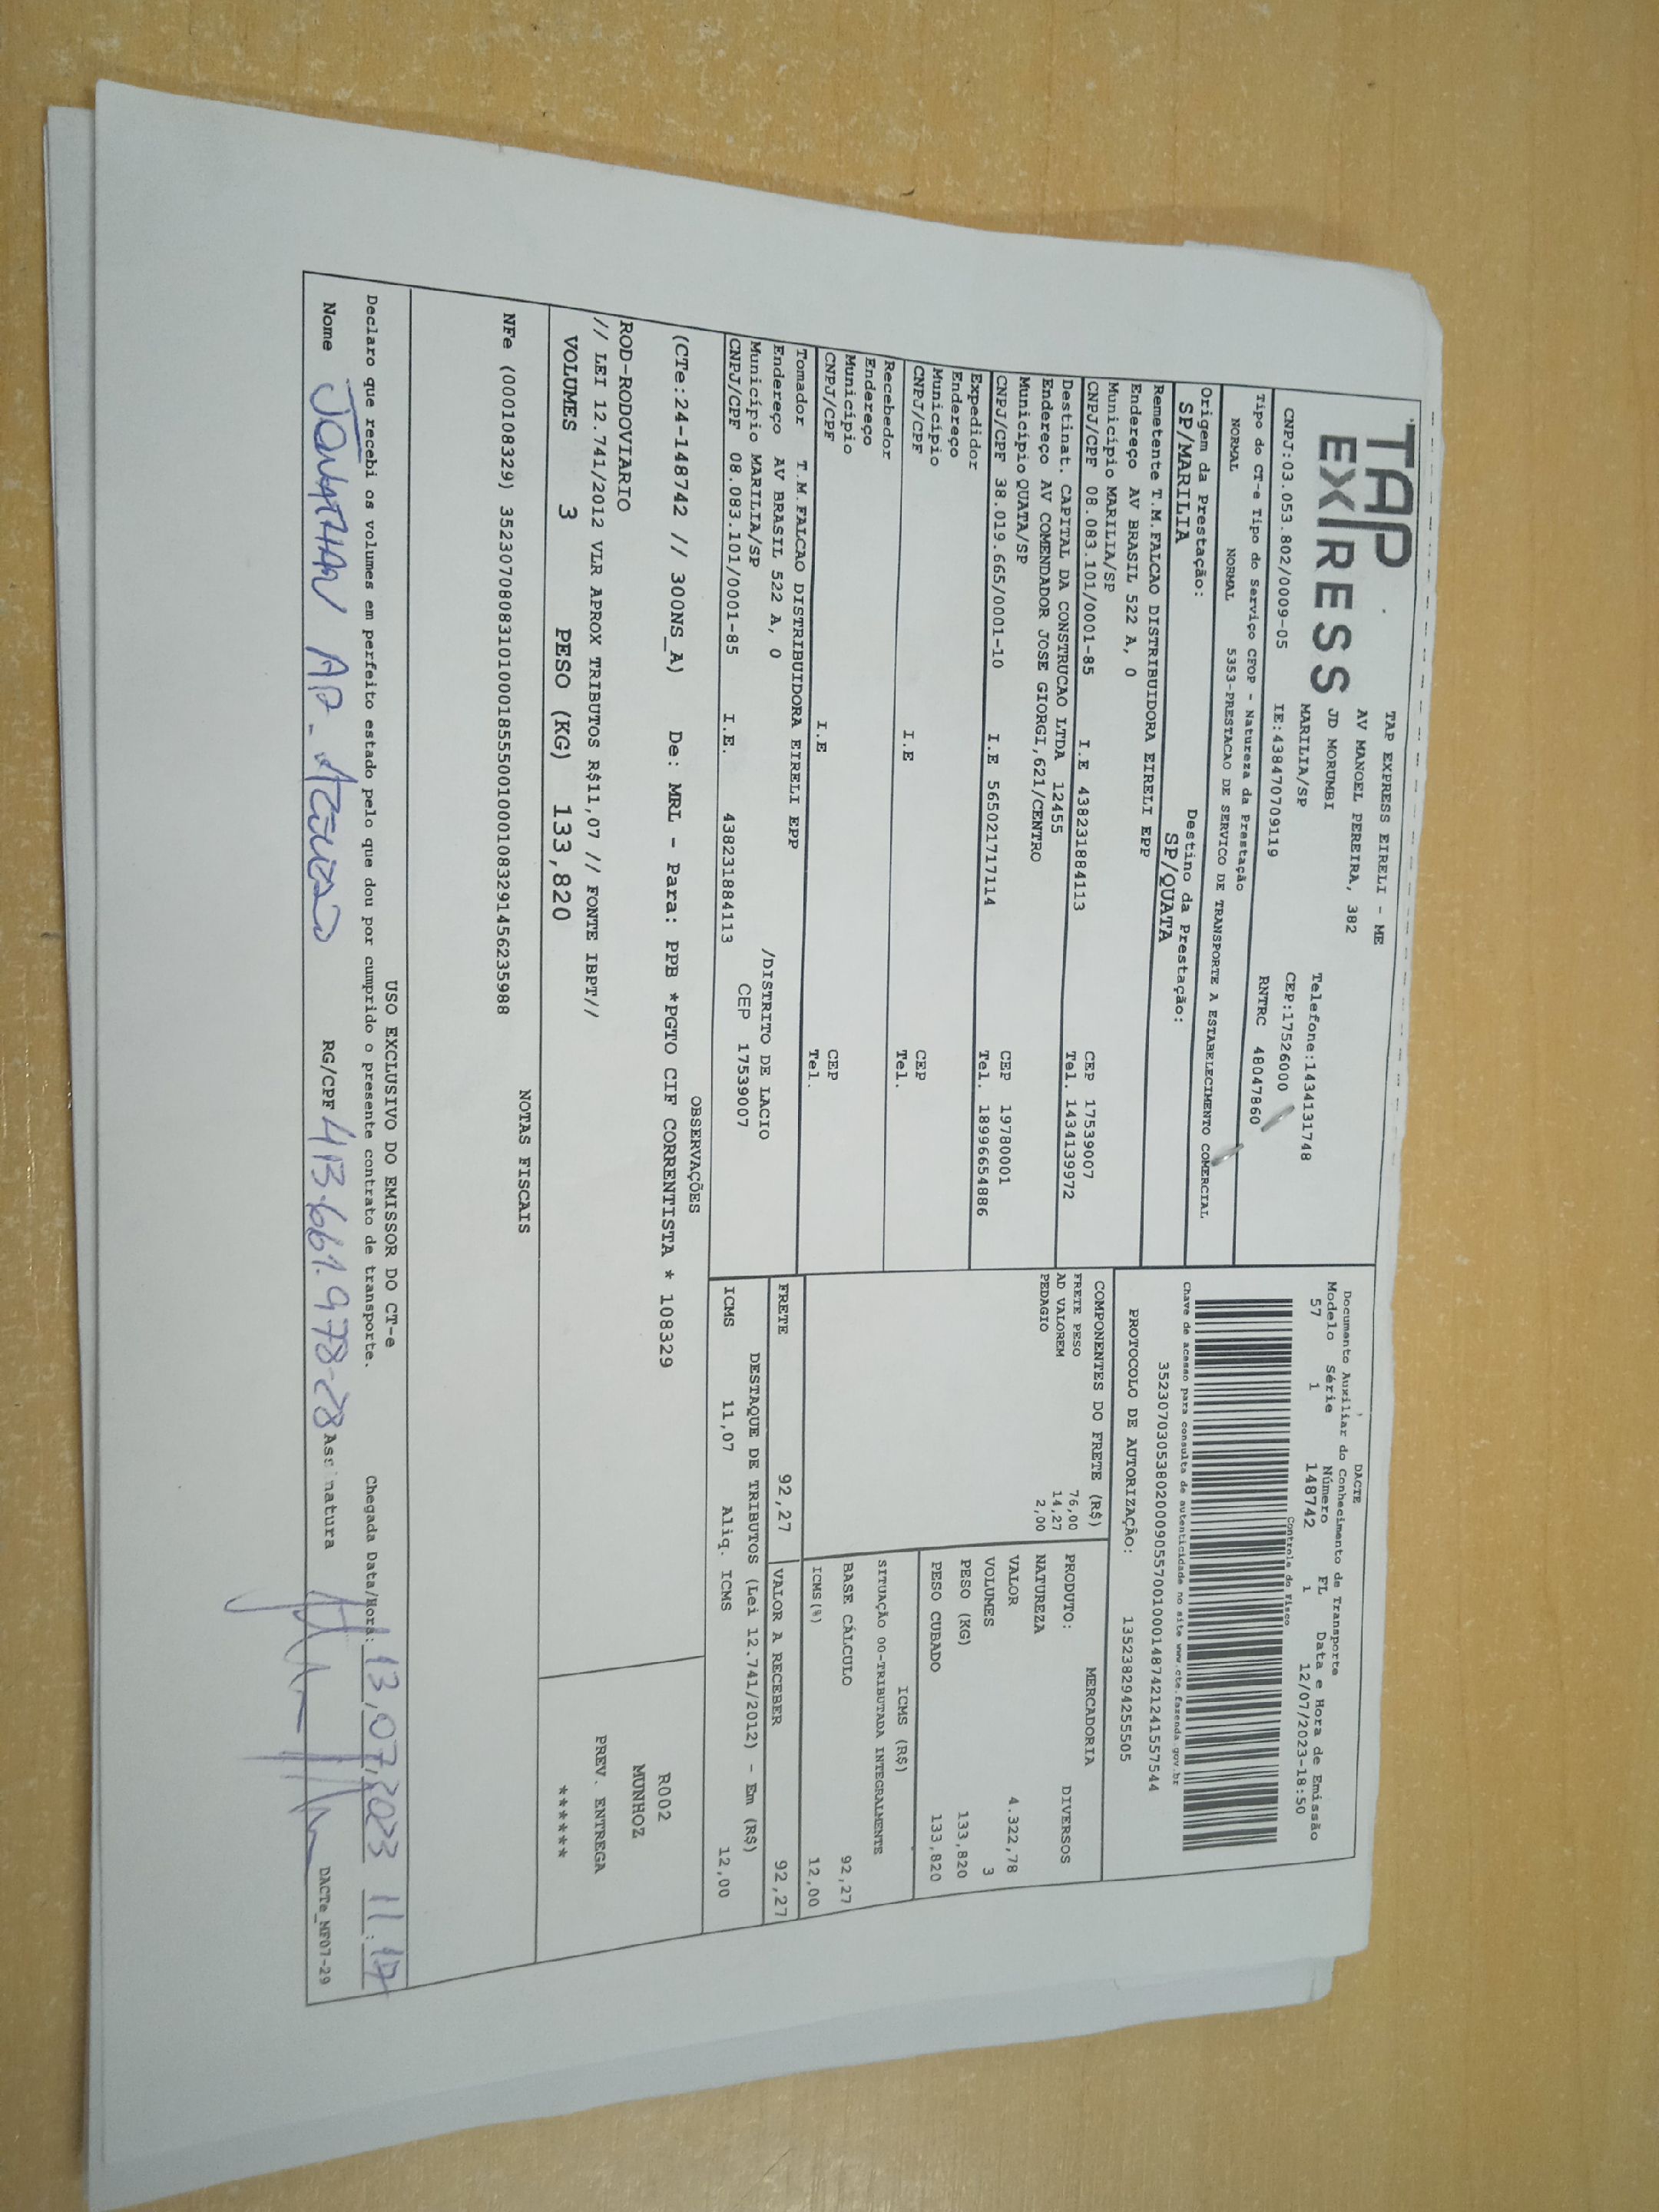 TAP
EXPRESS
TAP EXPRESS EIRELI - ME
AV MANOEL PEREIRA, 382
JD MORUMBI
Telefone:1434131748
MARILIA/SP
CEP:17526000
CNPJ:03.053.802/0009-05 IE:438470709119
RNTRC 48047860
Tipo do CT-e Tipo do Serviço CFOP - Natureza da Prestação
NORMAL NORMAL 5353-PRESTACAO DE SERVICO DE TRANSPORTE A ESTABELECIMENTO COMERCIAL
Origem da Prestação: Destino da Prestação:
SP/MARILIA SP/QUATA
Remetente T.M.FALCAO DISTRIBUIDORA EIRELI EPP
Endereço AV BRASIL 522 A, 0
Município MARILIA/SP CEP 17539007
CNPJ/CPF 08.083.101/0001-85 I.E 438231884113 Tel. 1434139972
Destinat. CAPITAL DA CONSTRUCAO LTDA 12455
Endereço AV COMENDADOR JOSE GIORGI,621/CENTRO
Município QUATA/SP CEP 19780001
CNPJ/CPF 38.019.665/0001-10 I.E 565021717114 Tel. 18996654886
Expedidor
Endereço
Município CEP
CNPJ/CPF I.E Tel.
Recebedor
Endereço
Município CEP
CNPJ/CPF I.E Tel.
Tomador T.M.FALCAO DISTRIBUIDORA EIRELI EPP
Endereço AV BRASIL 522 A, 0 /DISTRITO DE LACIO
Município MARILIA/SP CEP 17539007
CNPJ/CPF 08.083.101/0001-85 I.E. 438231884113
DACTE
Documento Auxiliar do Conhecimento de Transporte
Modelo Série Número FL Data e Hora de Emissão
57 1 148742 1 12/07/2023-18:50
Controle do Fisco
Chave de acesso para consulta de autenticidade no site www.cte.fazenda.gov.br
35230703053802000905570010001487421241557544
PROTOCOLO DE AUTORIZAÇÃO: 135238294255505
COMPONENTES DO FRETE (R$)
FRETE PESO 76,00
AD VALOREM 14,27
PEDAGIO 2,00
MERCADORIA
PRODUTO: DIVERSOS
NATUREZA
VALOR 4.322,78
VOLUMES 3
PESO (KG) 133,820
PESO CUBADO 133,820
ICMS (R$)
SITUAÇÃO 00-TRIBUTADA INTEGRALMENTE
BASE CÁLCULO 92,27
ICMS(%) 12,00
FRETE 92,27 VALOR A RECEBER 92,27
DESTAQUE DE TRIBUTOS (Lei 12.741/2012) - Em (R$)
ICMS 11,07 Aliq. ICMS 12,00
OBSERVAÇÕES
(CTe:24-148742 // 300NS_A) De: MRL - Para: PPB *PGTO CIF CORRENTISTA * 108329
ROD-RODOVIARIO
// LEI 12.741/2012 VLR APROX TRIBUTOS R$11,07 // FONTE IBPT//
VOLUMES 3 PESO (KG) 133,820
R002
MUNHOZ
PREV. ENTREGA
******
NOTAS FISCAIS
NFe (000108329) 35230708083101000185550010001083291456235988
USO EXCLUSIVO DO EMISSOR DO CT-e
Declaro que recebi os volumes em perfeito estado pelo que dou por cumprido o presente contrato de transporte. Chegada Data/Hora: 13,07,2023 11:17
Nome JONATHAN AP. RG/CPF 413.661.978-28 Assinatura
DACTe_MF07-29